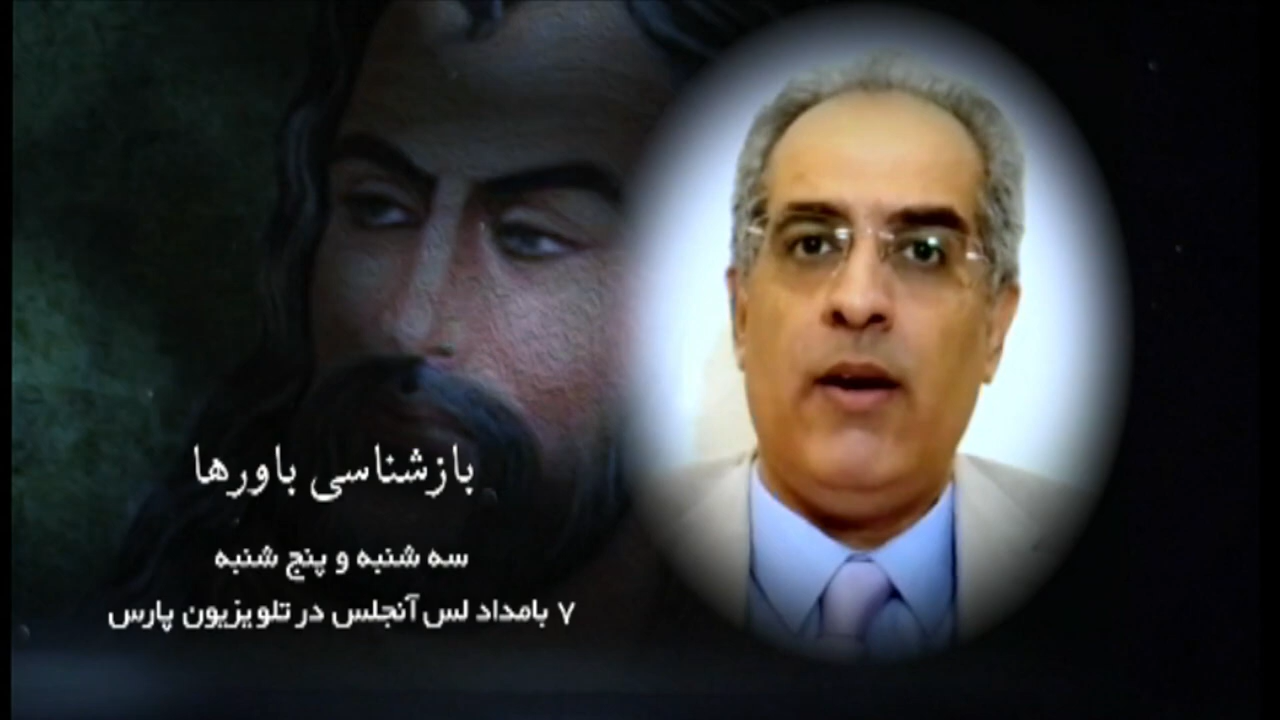 بازشناسی باورها
سه شنبه و پنج شنبه
۷ بامداد لس آنجلس در تلویزیون پارس